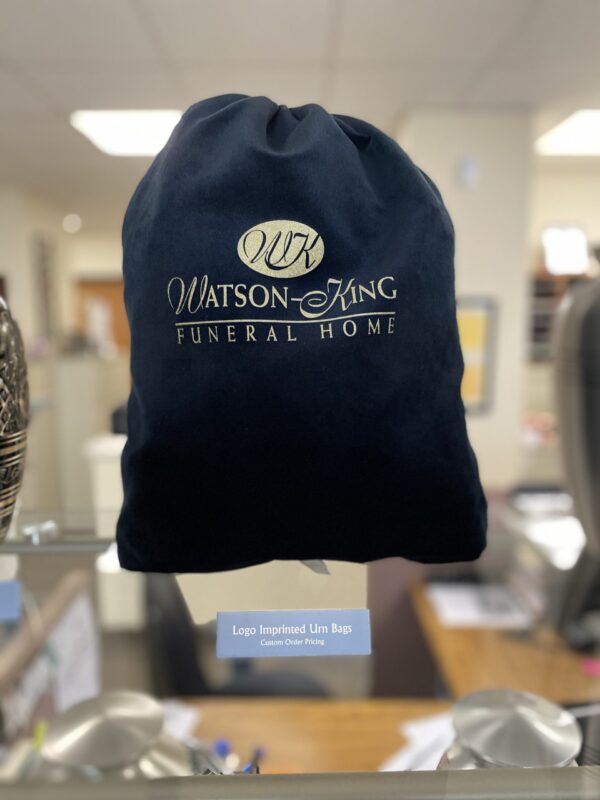 WK
WATSON-KING
FUNERAL HOME
Logo Imprinted Urn Bags
Custom Order Pricing